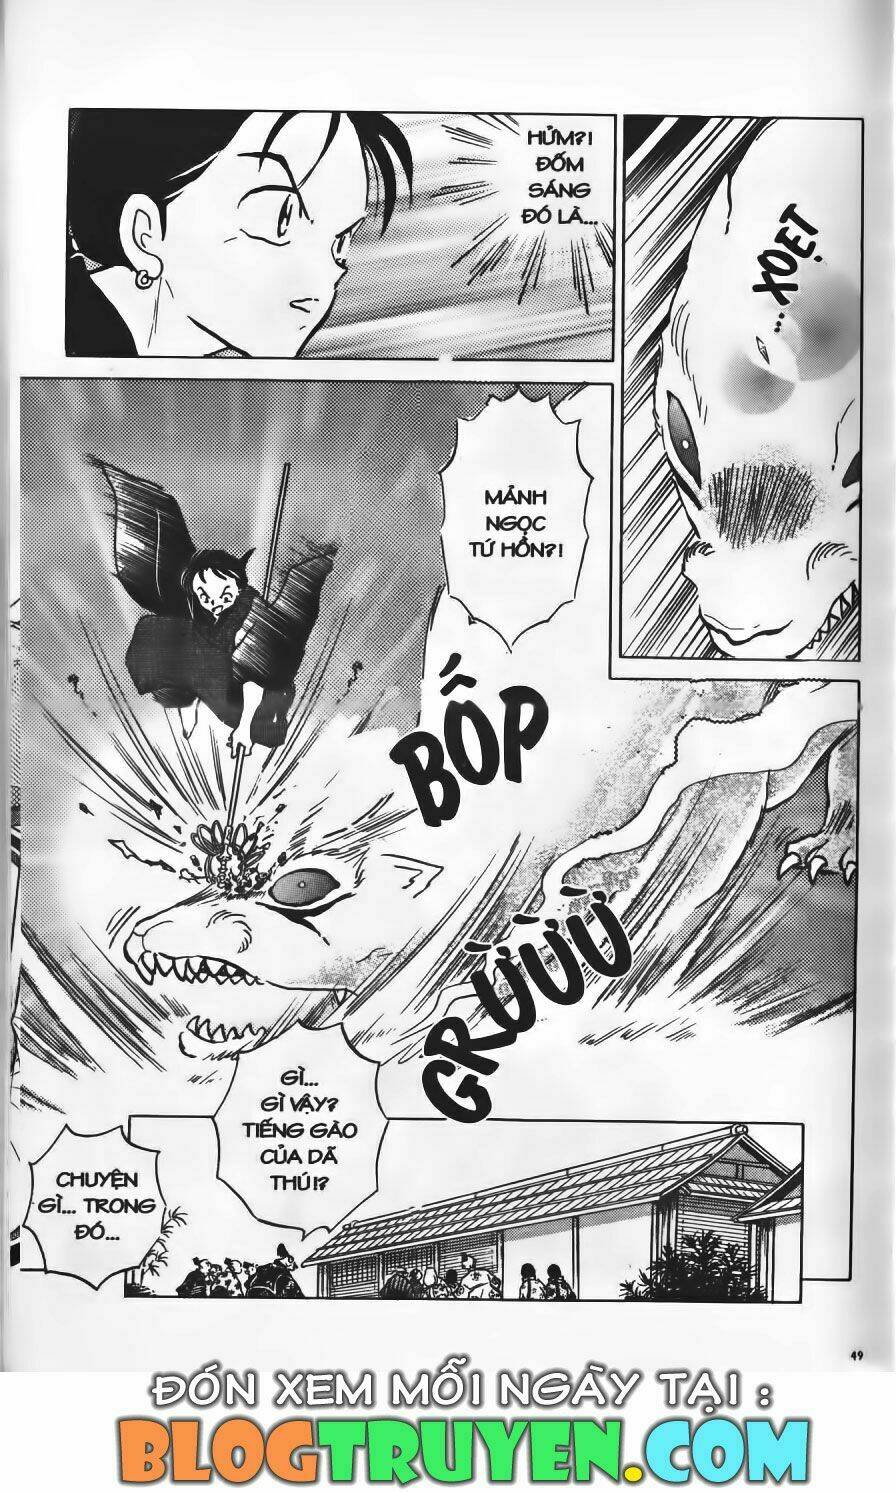 ...XOẸT
HỬM?!
ĐỐM
SÁNG
ĐÓ LÀ...
MẢNH
NGỌC
TỨ HỒN?!
BỐP
GRỪỪỪ
GÌ...
GÌ VẬY?
TIẾNG GÀO
CỦA DÃ
THÚ!?
CHUYỆN
GÌ... TRONG
ĐÓ...
49
ĐÓN XEM MỖI NGÀY TẠI :
BLOGTRUYEN.COM